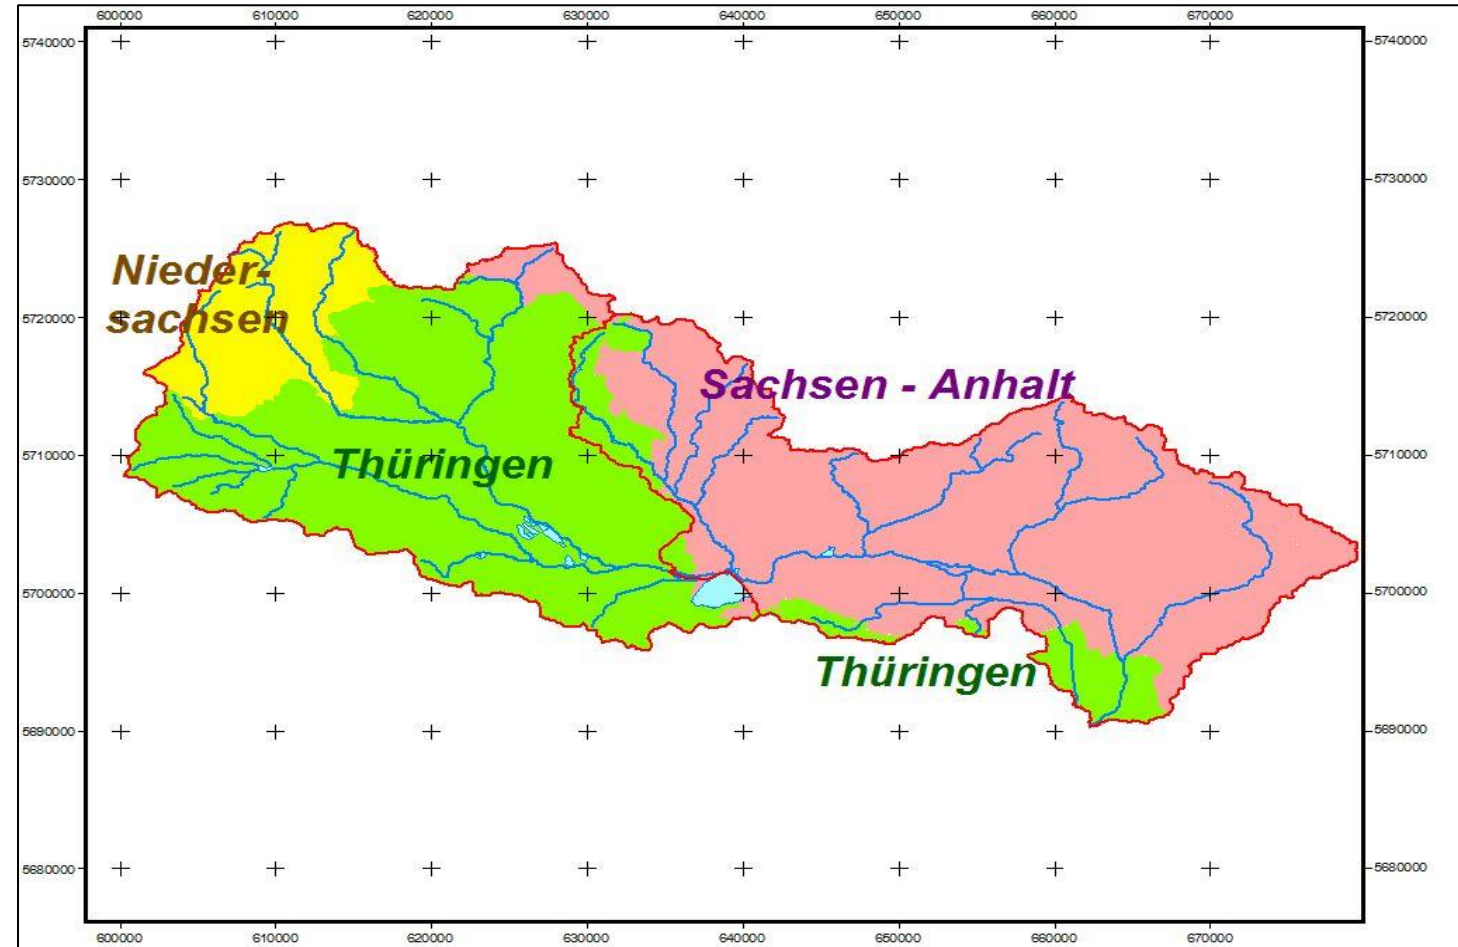 600000 610000 620000 630000 640000 650000 660000 670000
5740000 5740000
5730000 5730000
Nieder-
sachsen
5720000 5720000
Sachsen - Anhalt
Thüringen
5710000 5710000
5700000 5700000
Thüringen
5690000 5690000
5680000 5680000
600000 610000 620000 630000 640000 650000 660000 670000